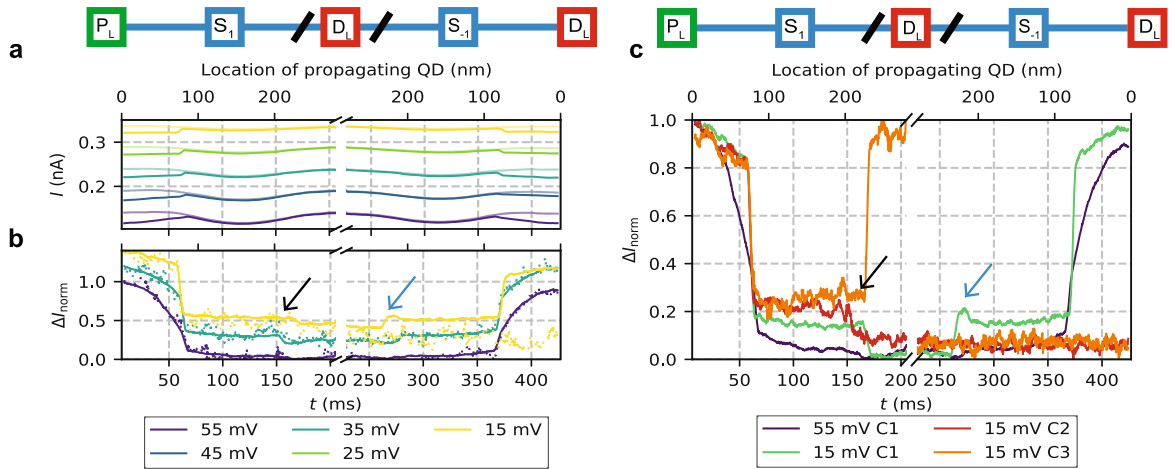 P_L S_1 D_L S_-1 D_L
a
Location of propagating QD (nm)
0 100 200 200 100 0
I (nA)
0.3
0.2
b
ΔI_norm
1.0
0.5
0.0
50 100 150 200 250 300 350 400
t (ms)
55 mV 35 mV 15 mV
45 mV 25 mV
P_L S_1 D_L S_-1 D_L
c
Location of propagating QD (nm)
0 100 200 200 100 0
ΔI_norm
1.0
0.8
0.6
0.4
0.2
0.0
50 100 150 200 250 300 350 400
t (ms)
55 mV C1 15 mV C2
15 mV C1 15 mV C3